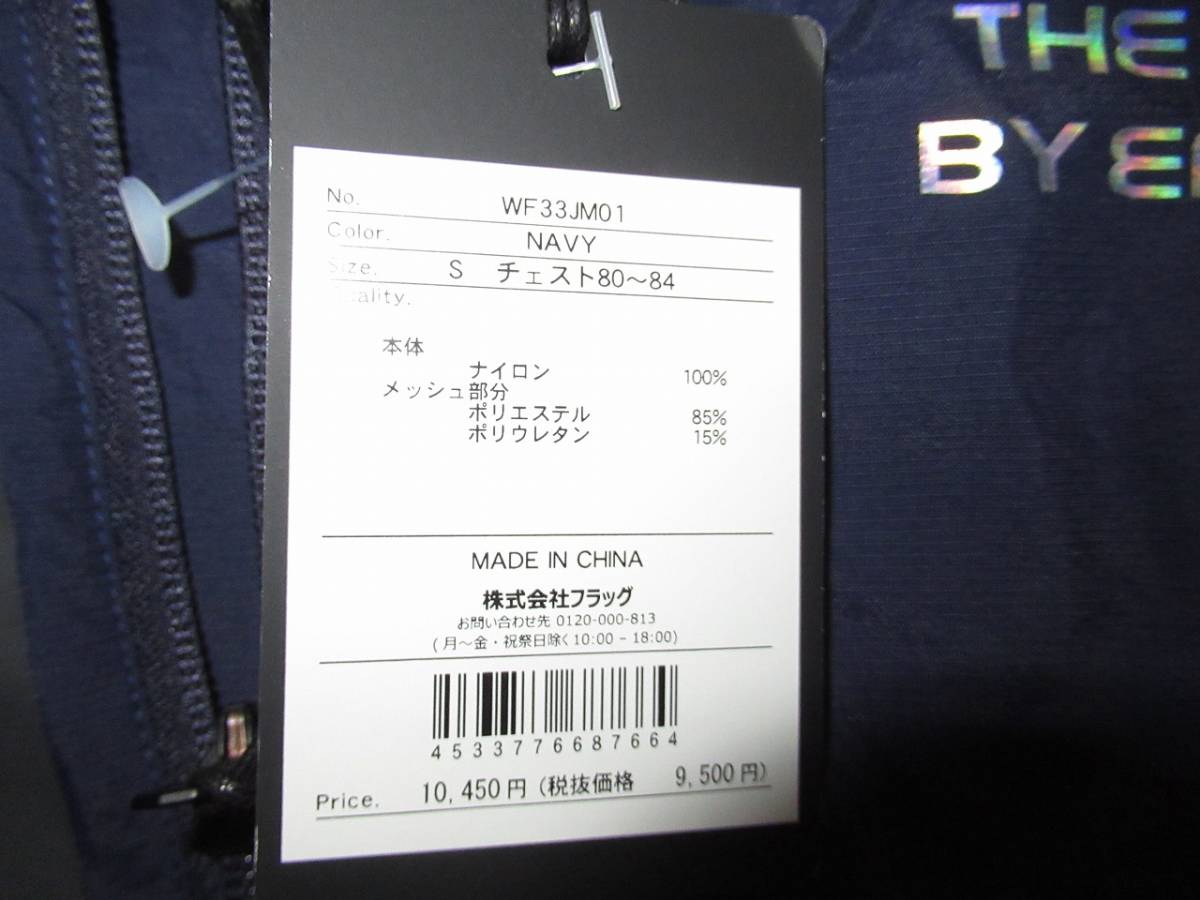 THE
BY
No. WF33JM01
Color. NAVY
Size. S チェスト80～84
Quality.
本体
ナイロン 100%
メッシュ部分
ポリエステル 85%
ポリウレタン 15%
MADE IN CHINA
株式会社フラッグ
お問い合わせ先 0120-000-813
(月～金・祝祭日除く10:00－18:00)
4533776687664
Price. 10,450円 (税抜価格 9,500円)